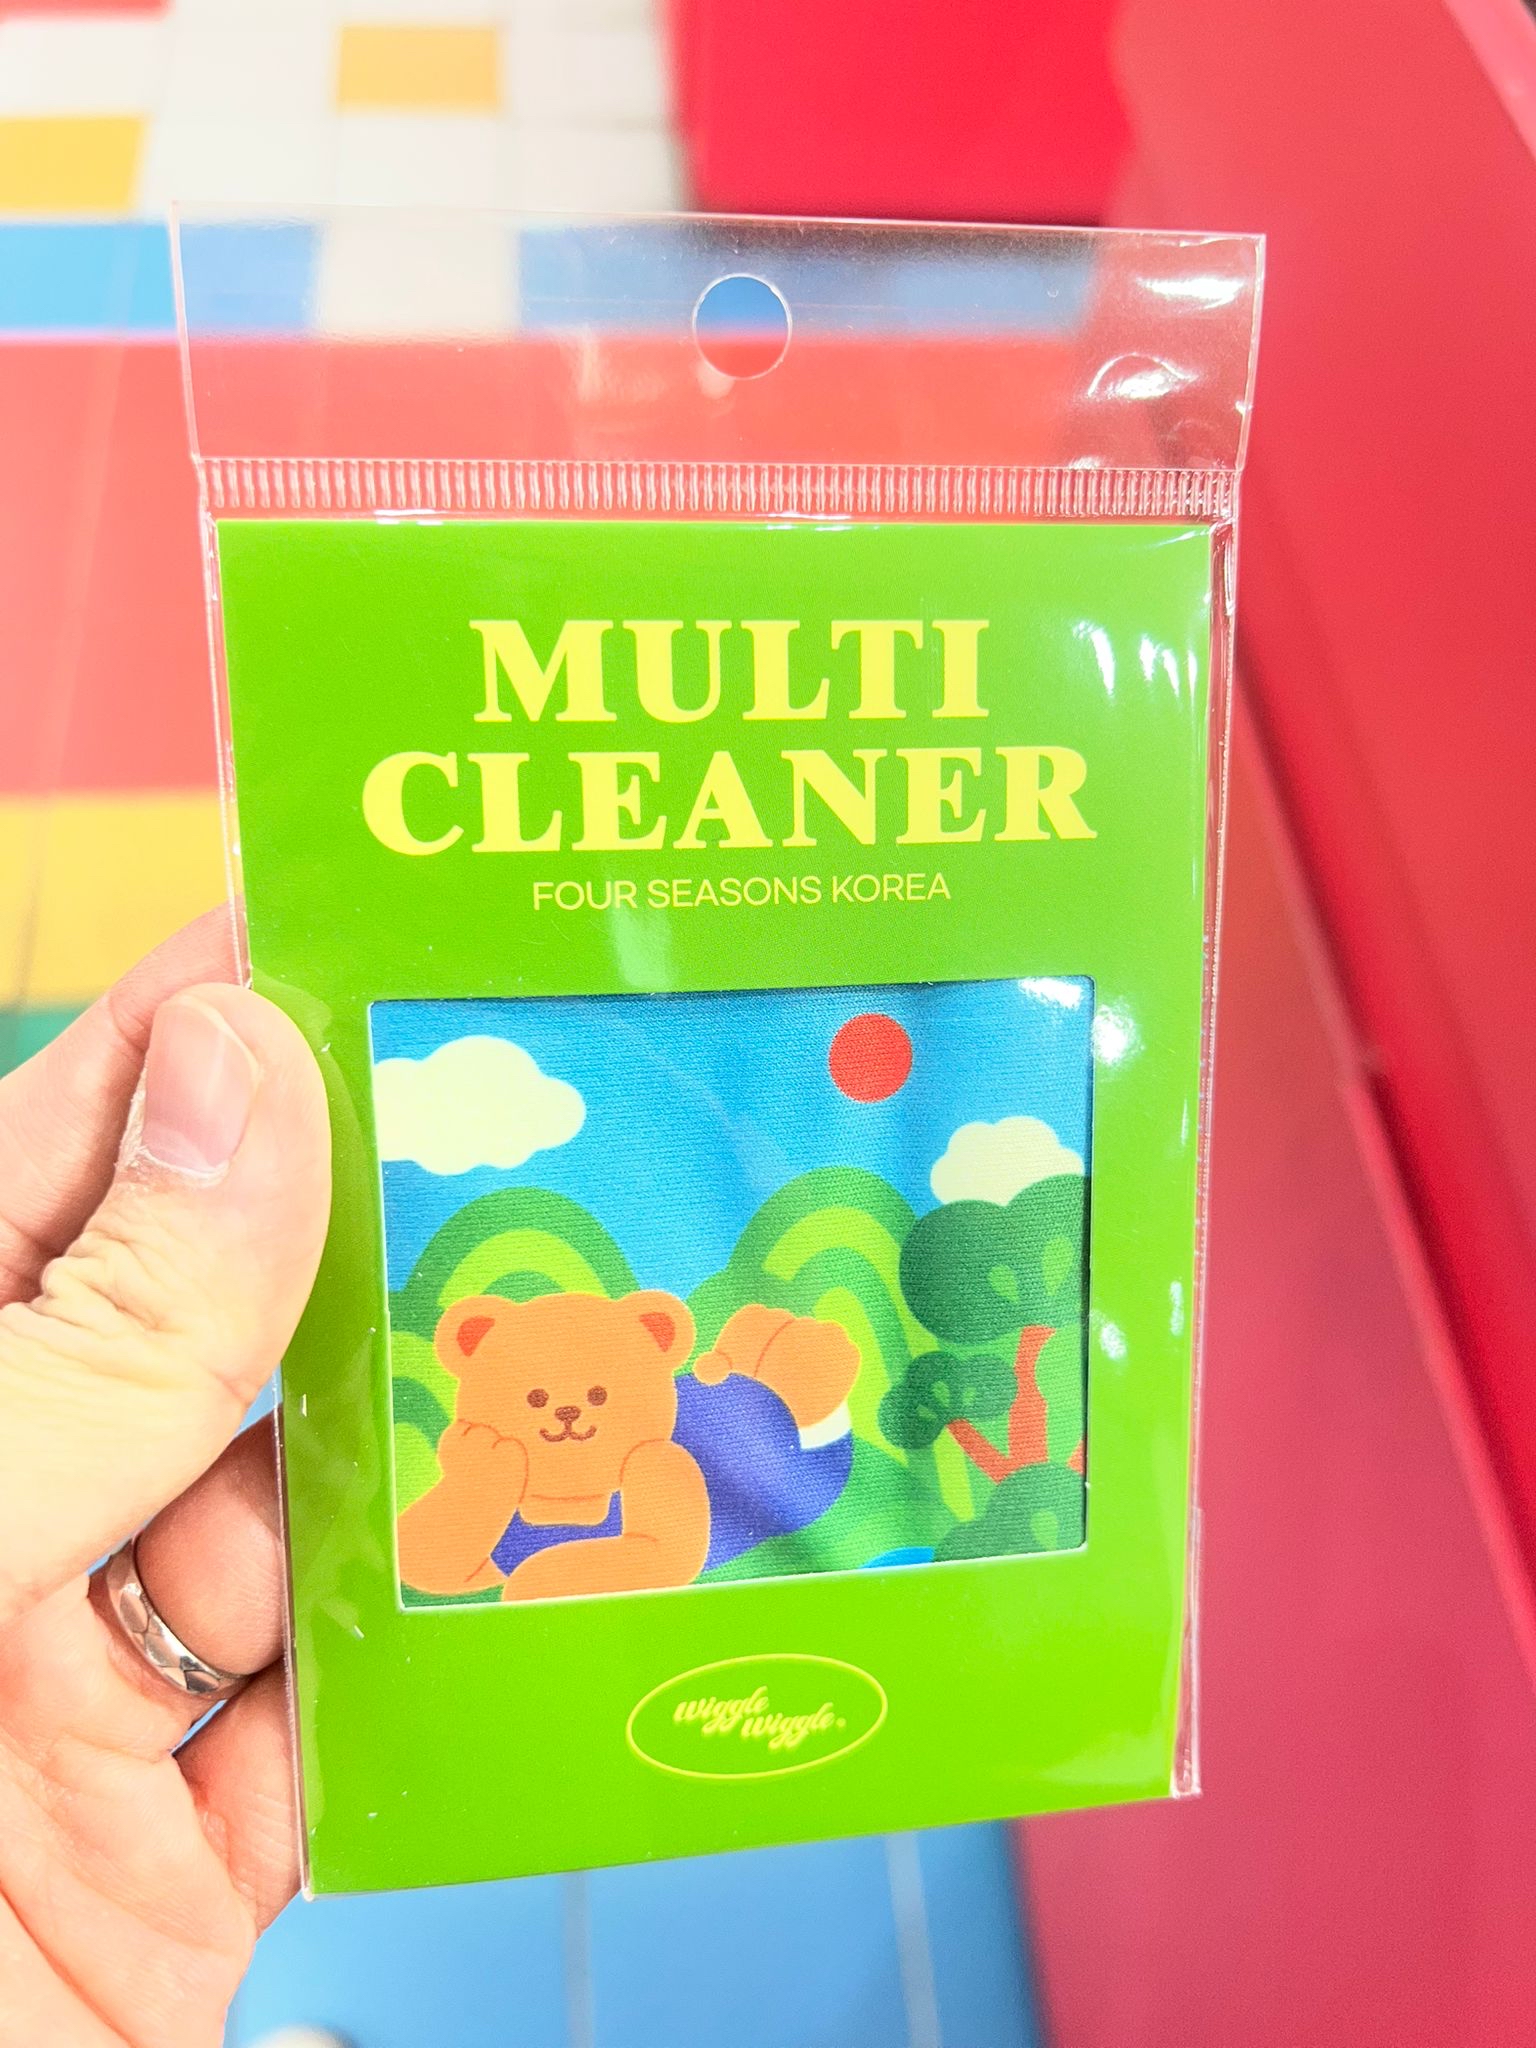 MULTI
CLEANER
FOUR SEASONS KOREA
wiggle
wiggle.